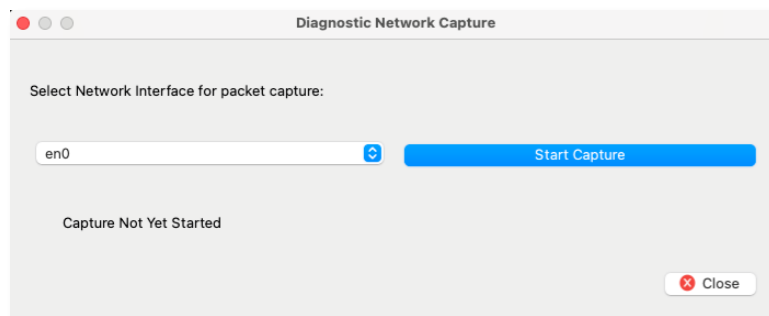 Diagnostic Network Capture
Select Network Interface for packet capture:
en0
Start Capture
Capture Not Yet Started
Close